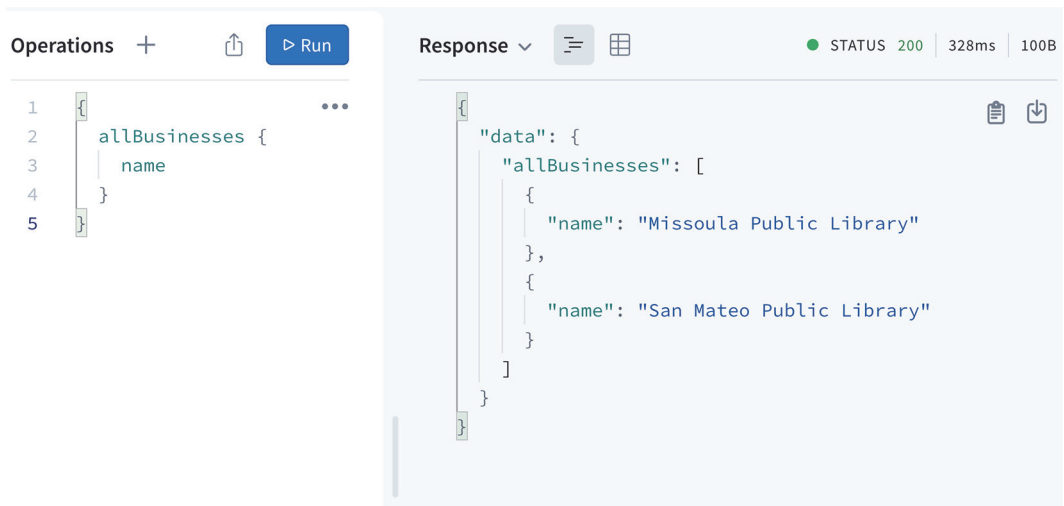 Operations + Run
1 {
2 allBusinesses {
3 name
4 }
5 }
Response STATUS 200 328ms 100B
{
"data": {
"allBusinesses": [
{
"name": "Missoula Public Library"
},
{
"name": "San Mateo Public Library"
}
]
}
}